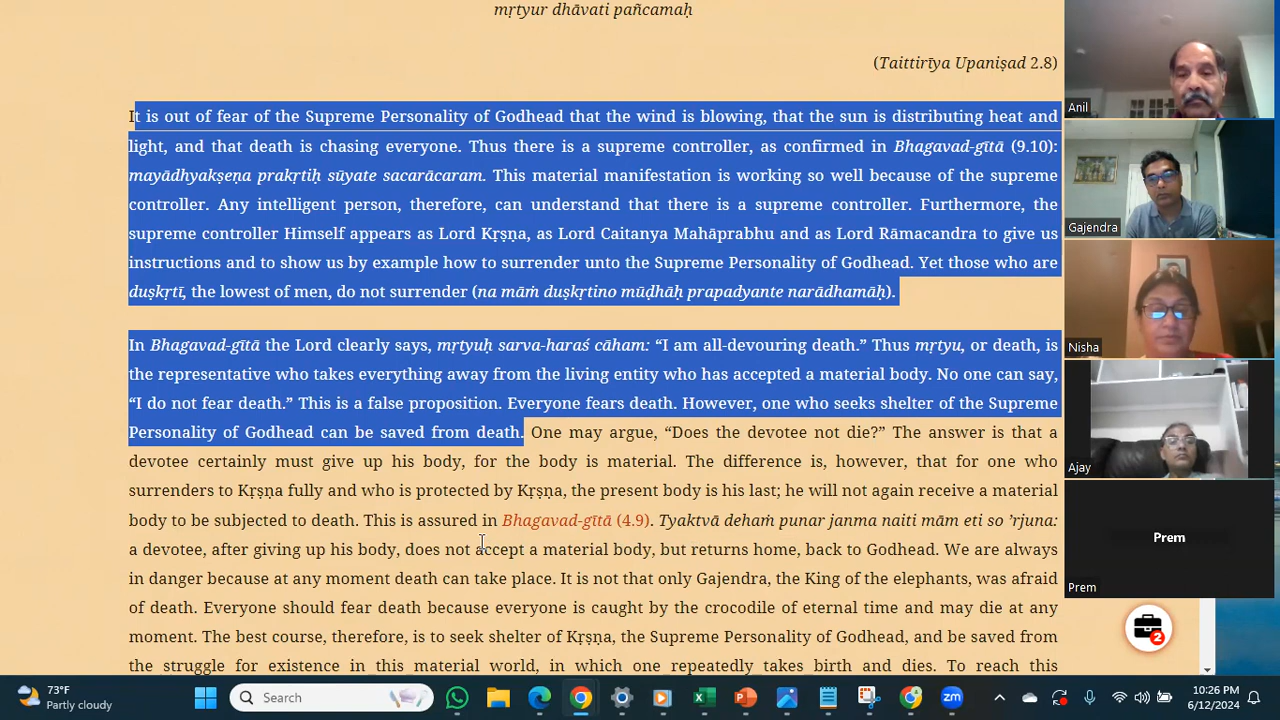 mṛtyur dhāvati pañcamaḥ
(Taittirīya Upaniṣad 2.8)
It is out of fear of the Supreme Personality of Godhead that the wind is blowing, that the sun is distributing heat and
light, and that death is chasing everyone. Thus there is a supreme controller, as confirmed in Bhagavad-gītā (9.10):
mayādhyakṣeṇa prakṛtiḥ sūyate sacarācaram. This material manifestation is working so well because of the supreme
controller. Any intelligent person, therefore, can understand that there is a supreme controller. Furthermore, the
supreme controller Himself appears as Lord Kṛṣṇa, as Lord Caitanya Mahāprabhu and as Lord Rāmacandra to give us
instructions and to show us by example how to surrender unto the Supreme Personality of Godhead. Yet those who are
duṣkṛtī, the lowest of men, do not surrender (na māṁ duṣkṛtino mūḍhāḥ prapadyante narādhamāḥ).
In Bhagavad-gītā the Lord clearly says, mṛtyuḥ sarva-haraś cāham: “I am all-devouring death.” Thus mṛtyu, or death, is
the representative who takes everything away from the living entity who has accepted a material body. No one can say,
“I do not fear death.” This is a false proposition. Everyone fears death. However, one who seeks shelter of the Supreme
Personality of Godhead can be saved from death. One may argue, “Does the devotee not die?” The answer is that a
devotee certainly must give up his body, for the body is material. The difference is, however, that for one who
surrenders to Kṛṣṇa fully and who is protected by Kṛṣṇa, the present body is his last; he will not again receive a material
body to be subjected to death. This is assured in Bhagavad-gītā (4.9). Tyaktvā dehaṁ punar janma naiti mām eti so ’rjuna:
a devotee, after giving up his body, does not accept a material body, but returns home, back to Godhead. We are always
in danger because at any moment death can take place. It is not that only Gajendra, the King of the elephants, was afraid
of death. Everyone should fear death because everyone is caught by the crocodile of eternal time and may die at any
moment. The best course, therefore, is to seek shelter of Kṛṣṇa, the Supreme Personality of Godhead, and be saved from
the struggle for existence in this material world, in which one repeatedly takes birth and dies. To reach this
Anil
Gajendra
Nisha
Ajay
Prem
Prem
2
73°F
Partly cloudy
Search
zm
10:26 PM
6/12/2024